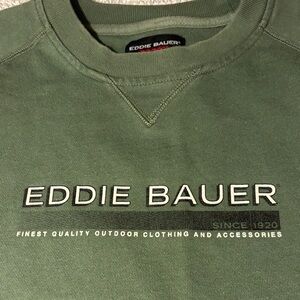 EDDIE BAUER
EDDIE BAUER
SINCE 1920
FINEST QUALITY OUTDOOR CLOTHING AND ACCESSORIES